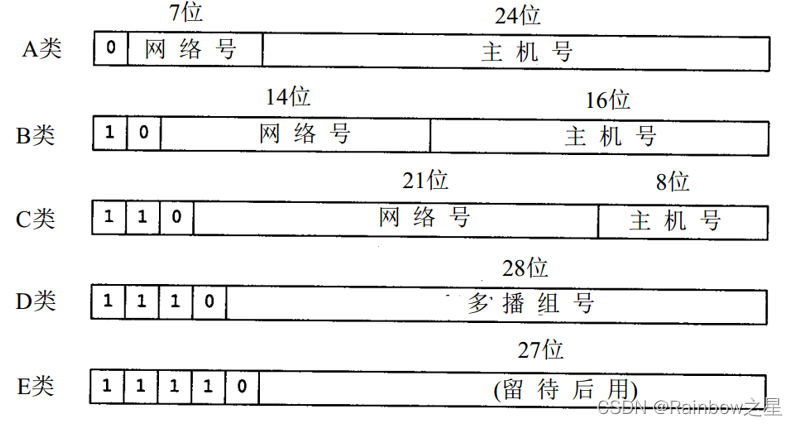 7位 24位
A类 0 网络号 主机号
14位 16位
B类 1 0 网络号 主机号
21位 8位
C类 1 1 0 网络号 主机号
28位
D类 1 1 1 0 多播组号
27位
E类 1 1 1 1 0 (留待后用)
CSDN @Rainbow之星